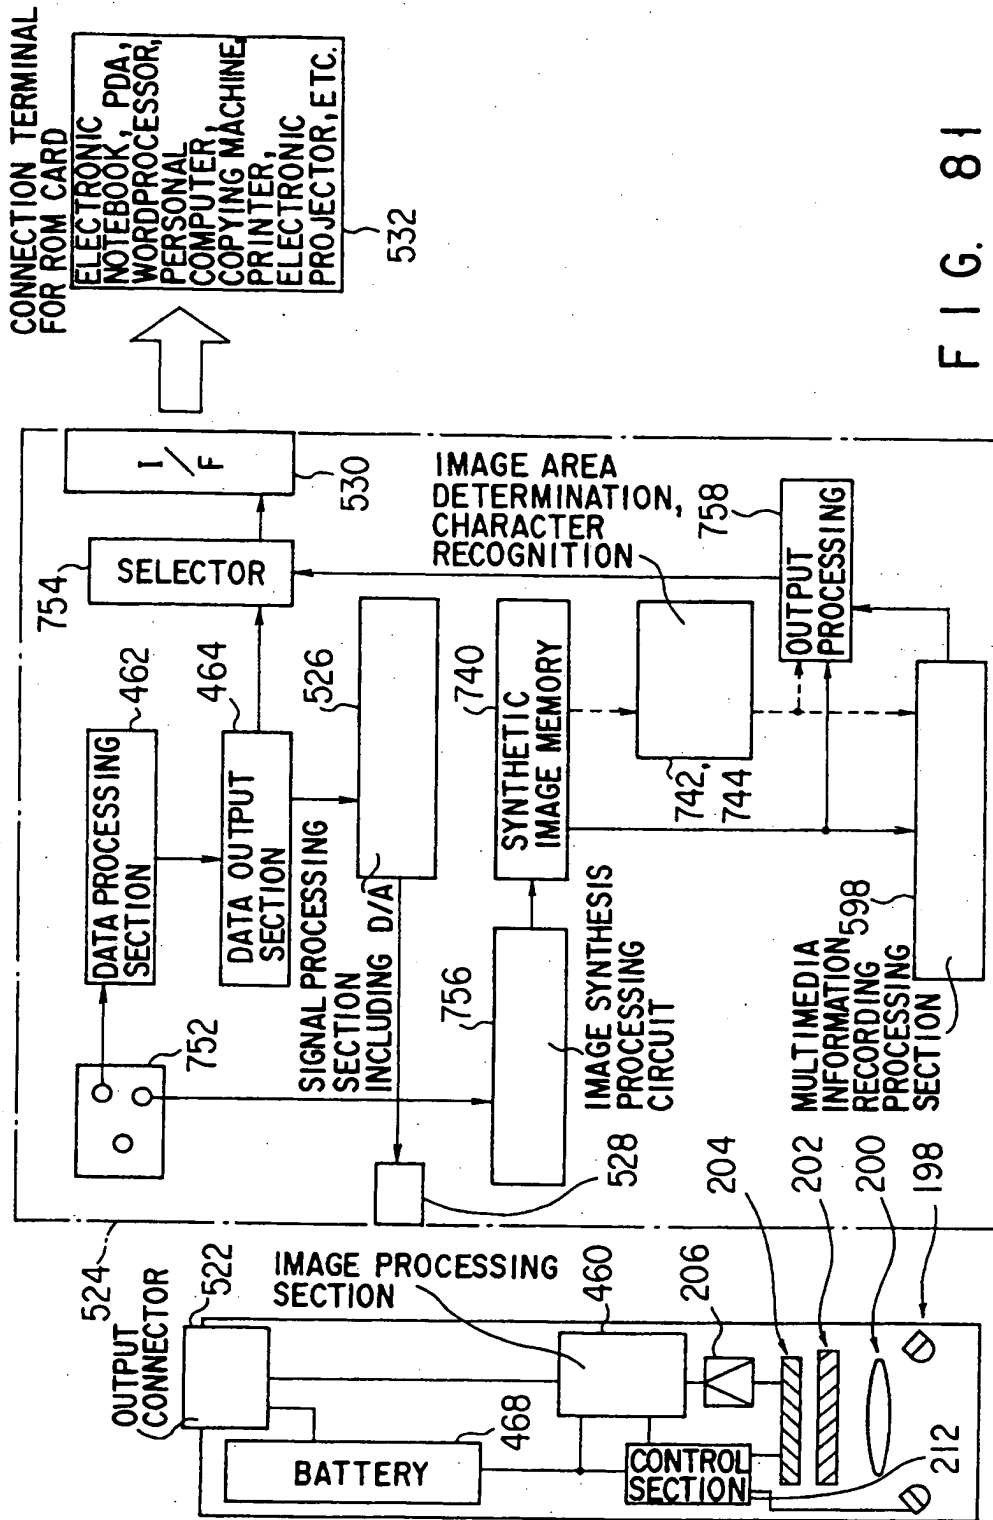 CONNECTION TERMINAL
FOR ROM CARD
ELECTRONIC
NOTEBOOK, PDA,
WORDPROCESSOR,
PERSONAL
COMPUTER,
COPYING MACHINE,
PRINTER,
ELECTRONIC
PROJECTOR, ETC.
532
I/F
530
754
SELECTOR
462
DATA PROCESSING
SECTION
464
DATA OUTPUT
SECTION
752
526
SIGNAL PROCESSING
SECTION
INCLUDING D/A
528
IMAGE AREA
DETERMINATION,
CHARACTER
RECOGNITION
740
SYNTHETIC
IMAGE MEMORY
742,
744
758
OUTPUT
PROCESSING
756
IMAGE SYNTHESIS
PROCESSING
CIRCUIT
MULTIMEDIA
INFORMATION 598
RECORDING
PROCESSING
SECTION
524
OUTPUT
CONNECTOR
522
IMAGE PROCESSING
SECTION
460
206
204
202
200
198
468
BATTERY
CONTROL
SECTION
212
FIG. 81